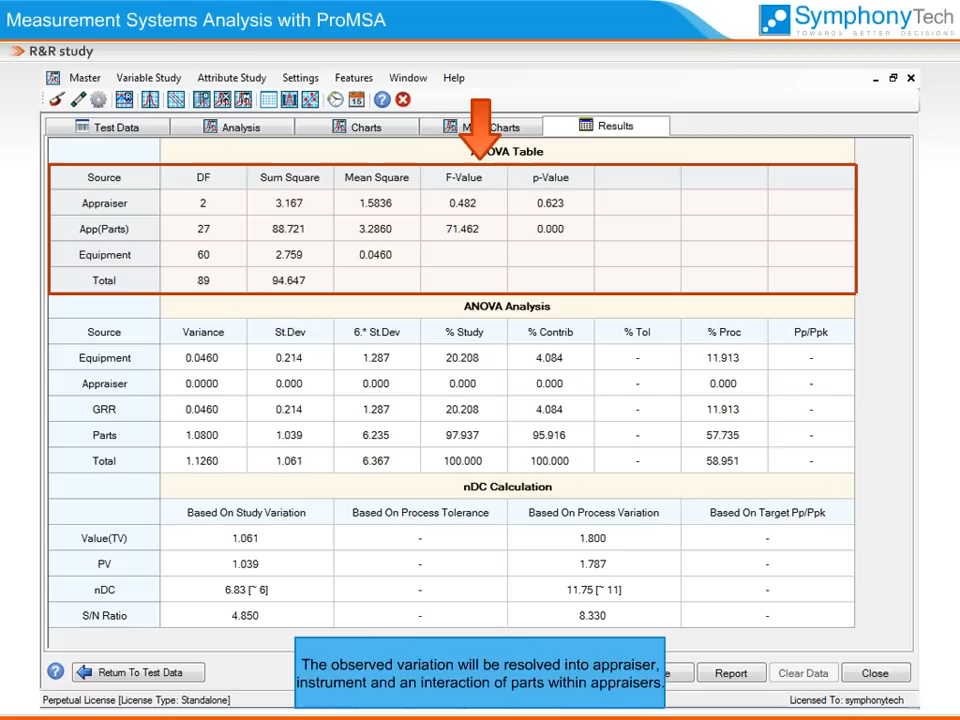 Measurement Systems Analysis with ProMSA
SymphonyTech
TOWARDS BETTER DECISIONS
R&R study
Master Variable Study Attribute Study Settings Features Window Help
15
Test Data Analysis Charts Charts Results
ANOVA Table
Source DF Sum Square Mean Square F-Value p-Value
Appraiser 2 3.167 1.5836 0.482 0.623
App(Parts) 27 88.721 3.2860 71.462 0.000
Equipment 60 2.759 0.0460
Total 89 94.647
ANOVA Analysis
Source Variance St.Dev 6.* St.Dev % Study % Contrib % Tol % Proc Pp/Ppk
Equipment 0.0460 0.214 1.287 20.208 4.084 - 11.913 -
Appraiser 0.0000 0.000 0.000 0.000 0.000 - 0.000 -
GRR 0.0460 0.214 1.287 20.208 4.084 - 11.913 -
Parts 1.0800 1.039 6.235 97.937 95.916 - 57.735 -
Total 1.1260 1.061 6.367 100.000 100.000 - 58.951 -
nDC Calculation
Based On Study Variation Based On Process Tolerance Based On Process Variation Based On Target Pp/Ppk
Value(TV) 1.061 - 1.800 -
PV 1.039 - 1.787 -
nDC 6.83 [~ 6] - 11.75 [~ 11] -
S/N Ratio 4.850 - 8.330 -
The observed variation will be resolved into appraiser,
instrument and an interaction of parts within appraisers.
Return To Test Data Report Clear Data Close
Perpetual License [License Type: Standalone] Licensed To: symphonytech